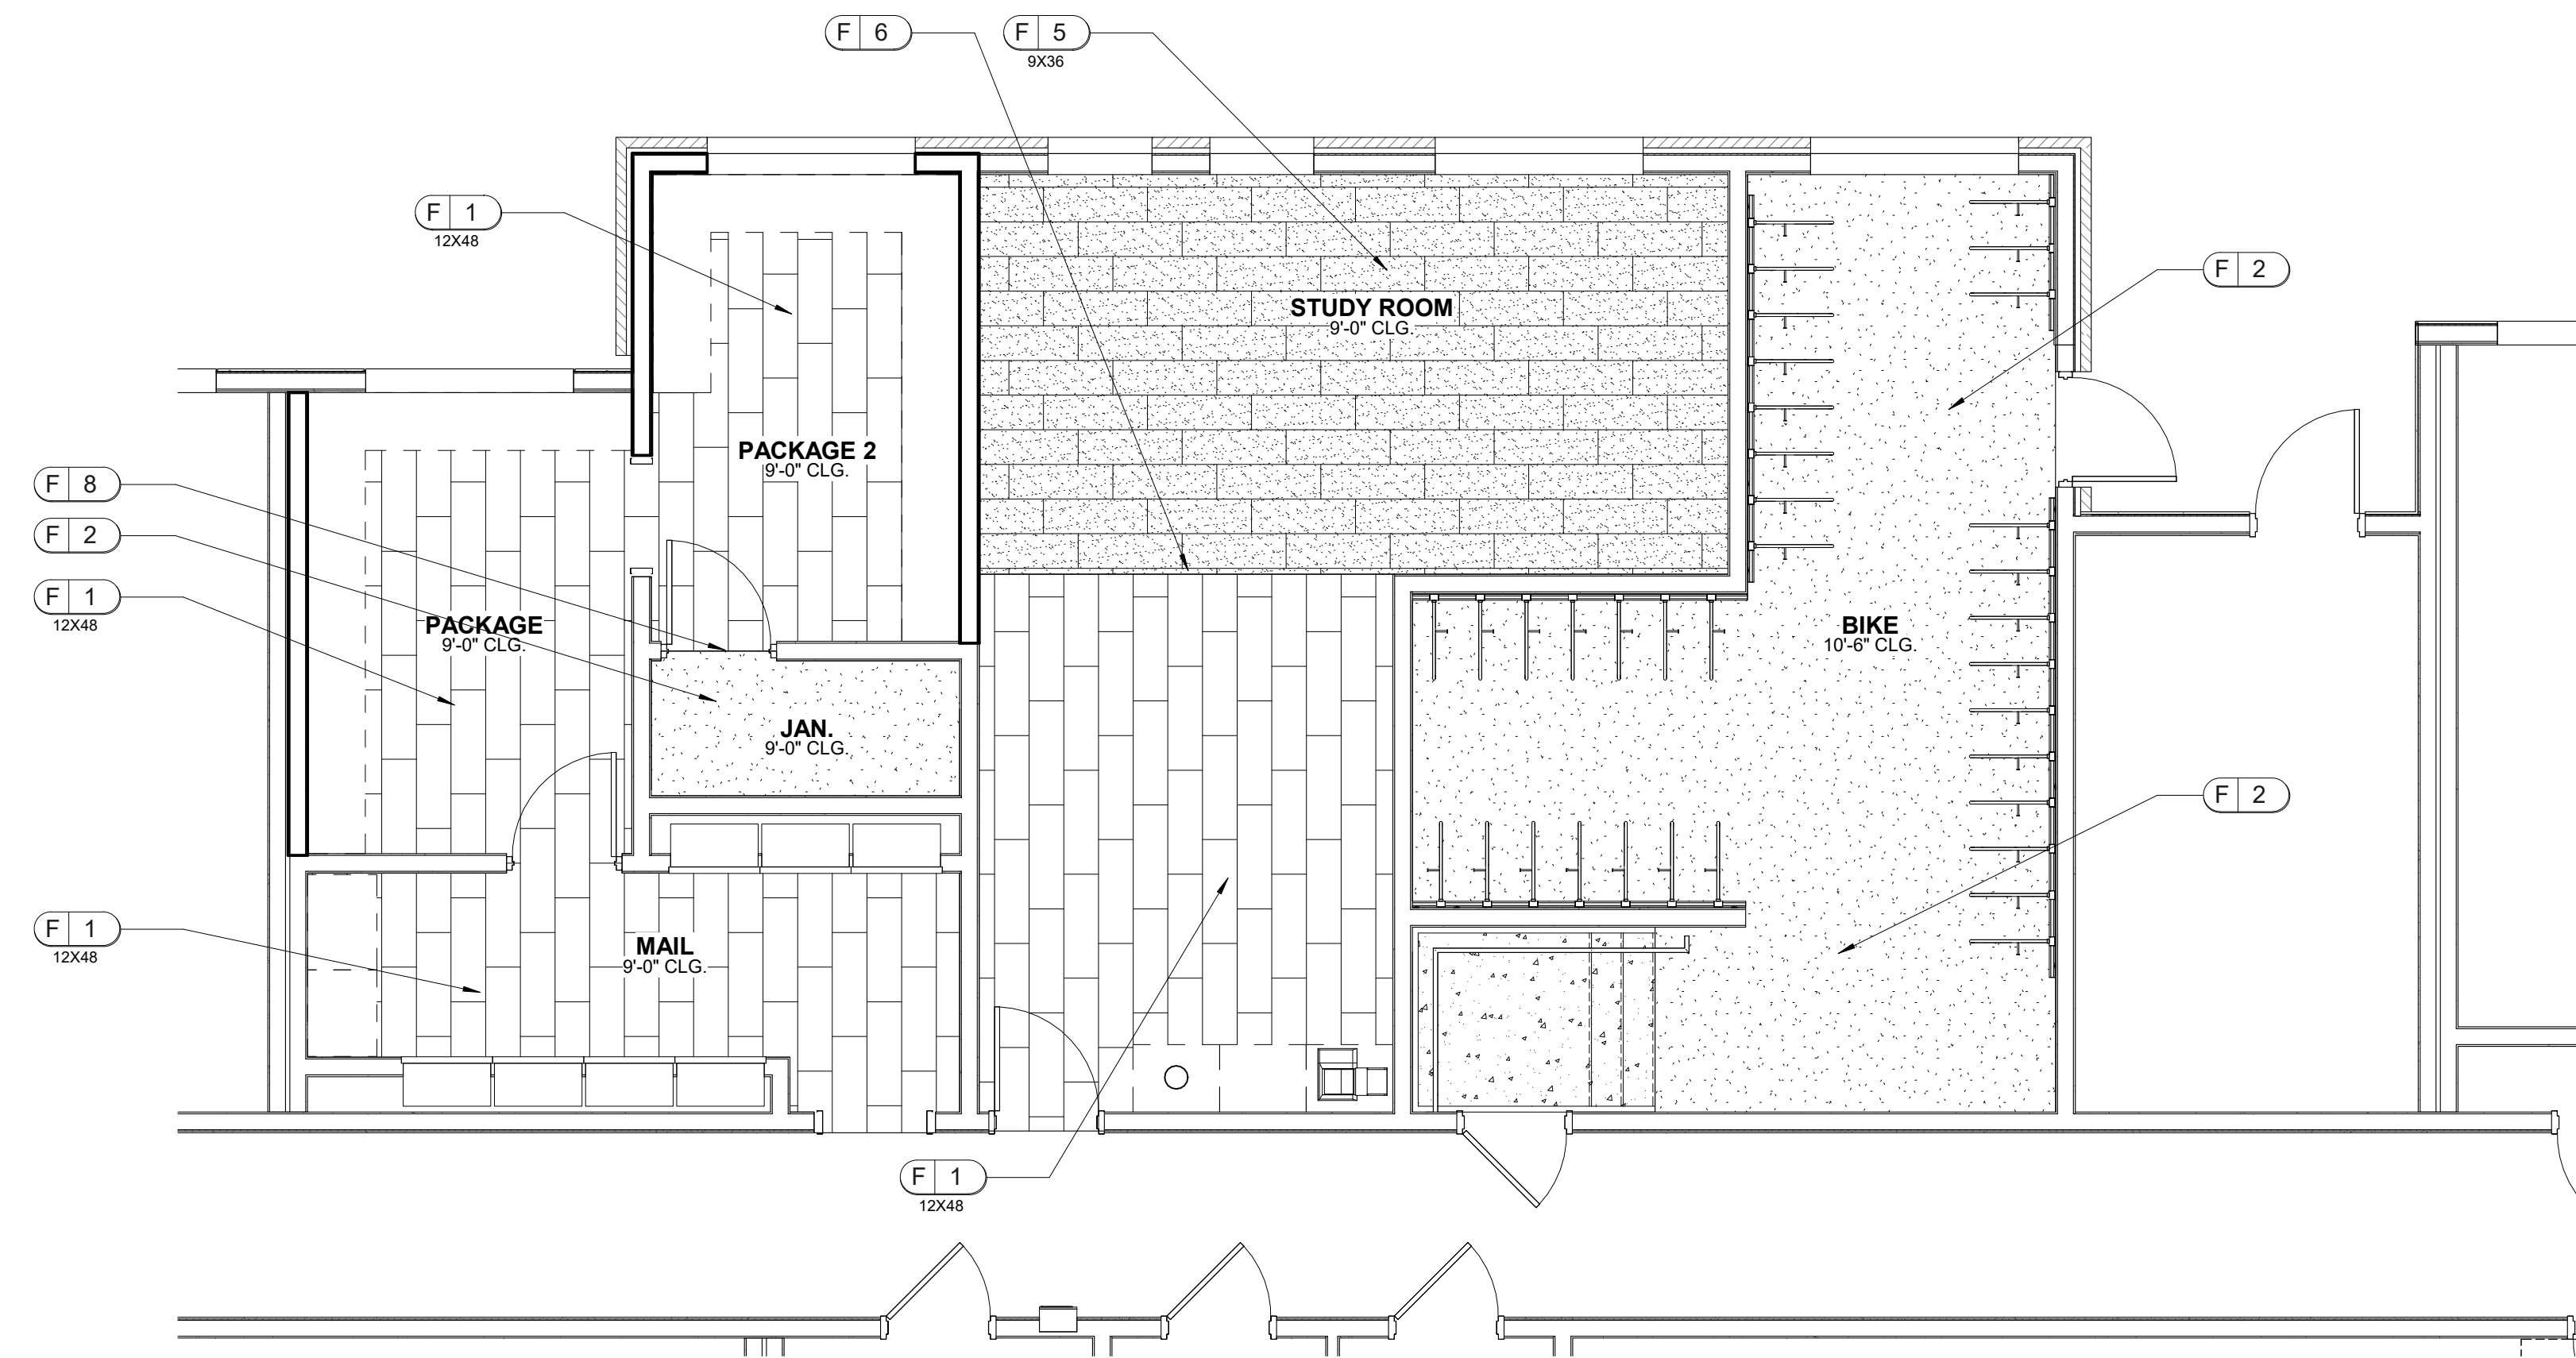 F 6
F 5
9X36
F 1
12X48
F 2
STUDY ROOM
9'-0" CLG.
PACKAGE 2
9'-0" CLG.
F 8
F 2
F 1
12X48
PACKAGE
9'-0" CLG.
BIKE
10'-6" CLG.
JAN.
9'-0" CLG.
F 2
F 1
12X48
MAIL
9'-0" CLG.
F 1
12X48